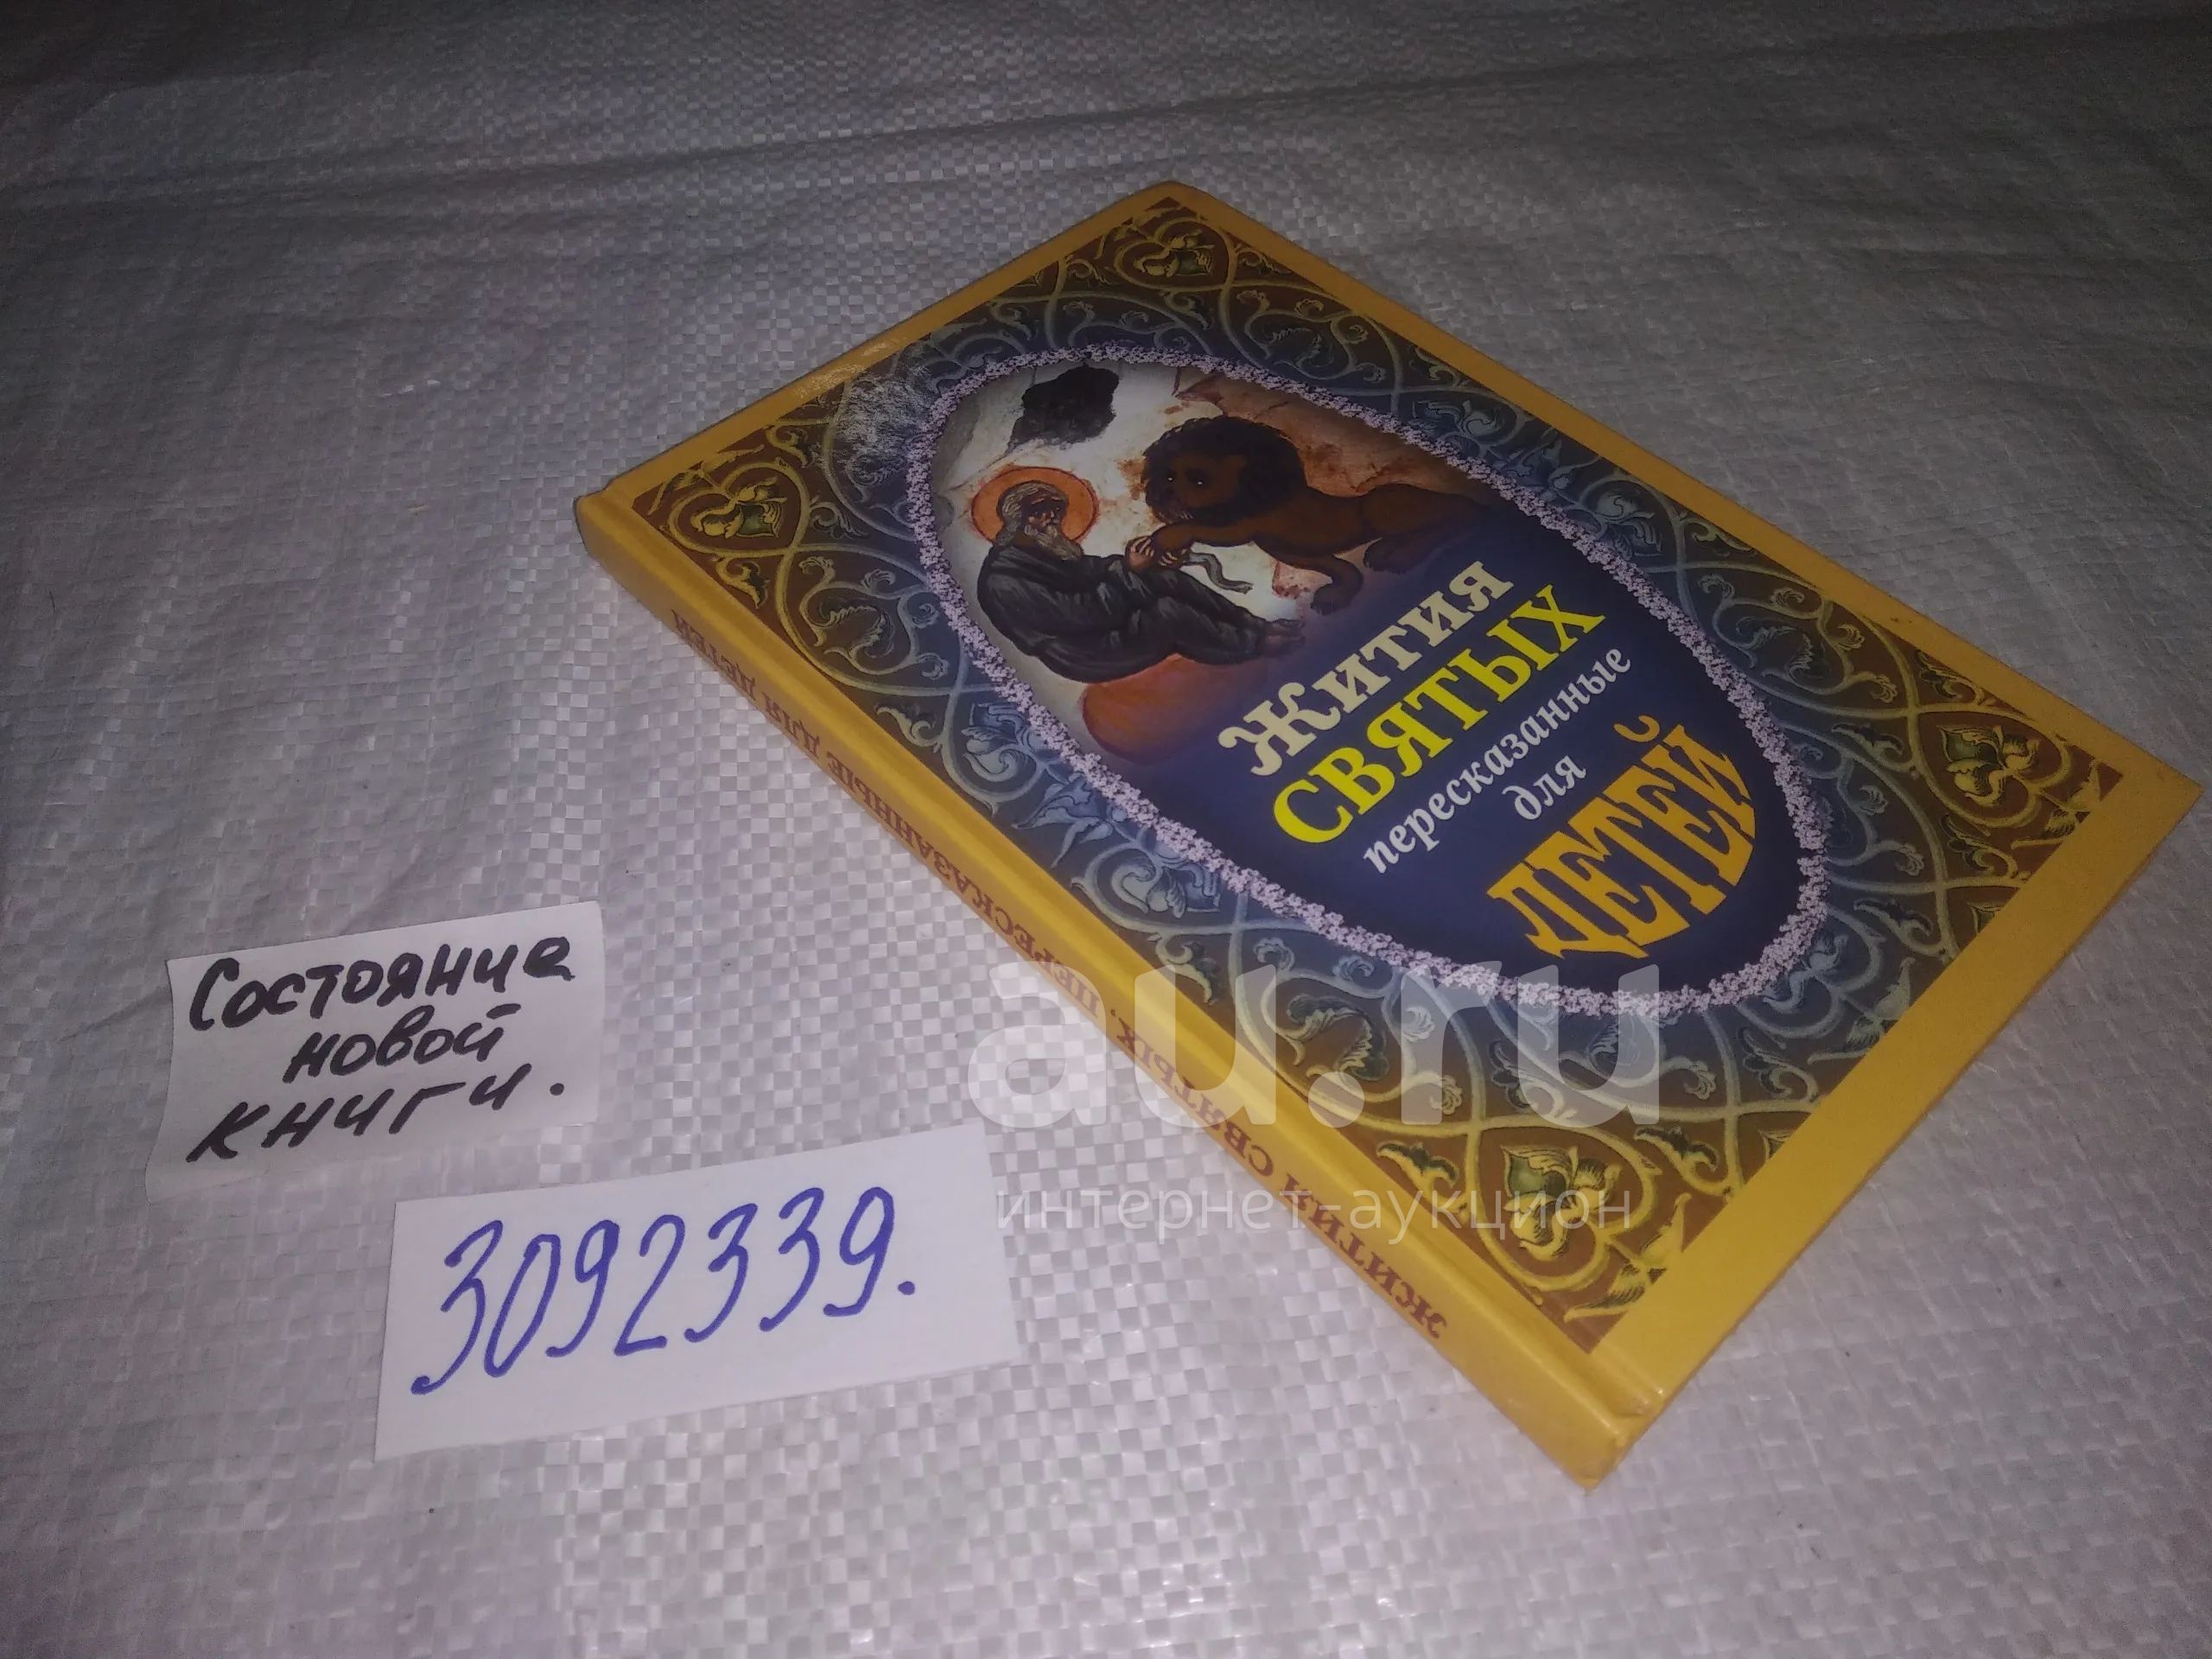 жития
святых
пересказанные
для
ДЕТЕЙ
ЖИТИЯ СВЯТЫХ, ПЕРЕСКАЗАННЫЕ ДЛЯ ДЕТЕЙ
Состояние
новой
книги.
3092339.
au.ru
интернет-аукцион